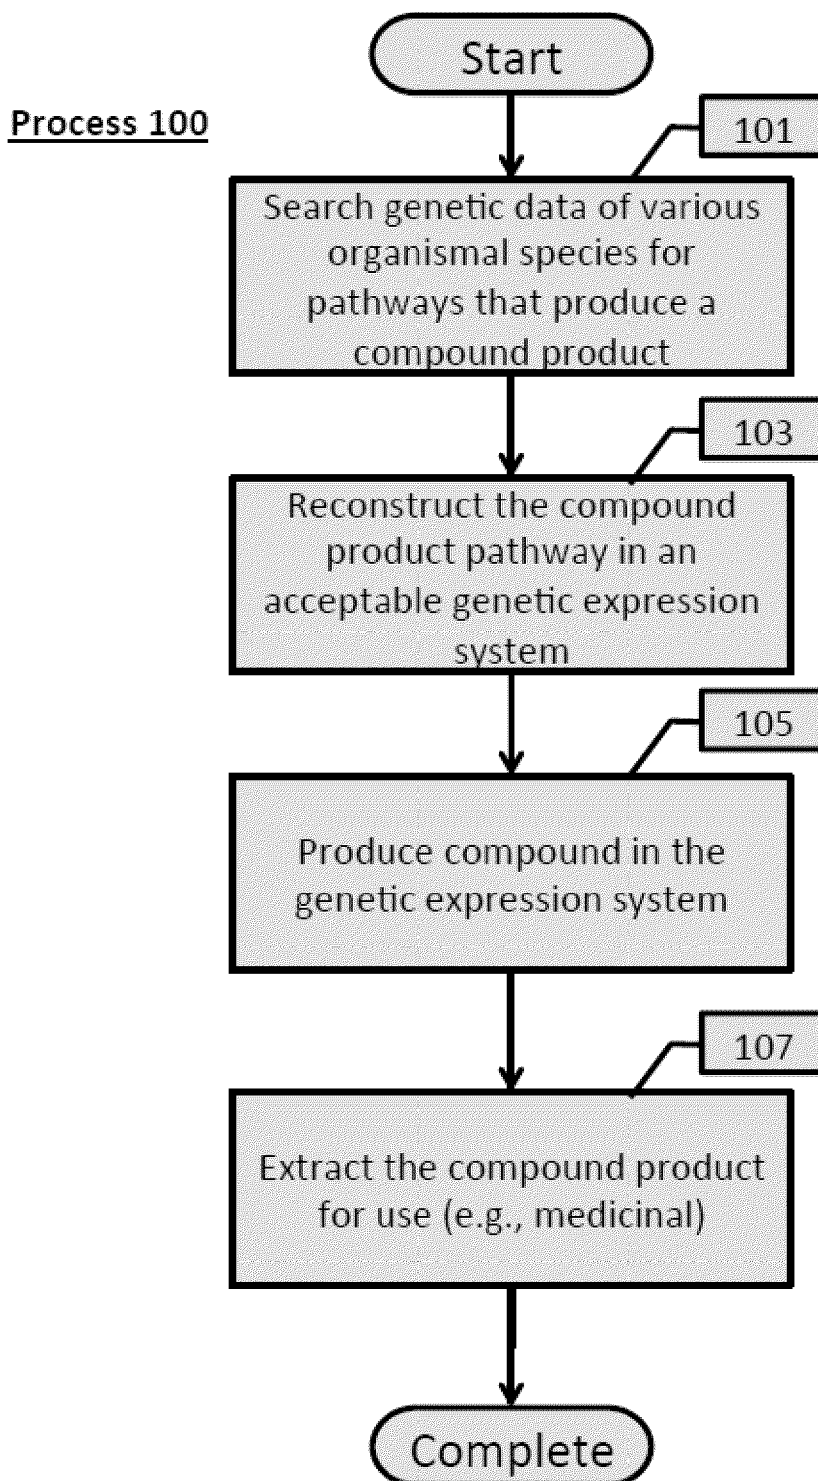 Start
Process 100
101
Search genetic data of various
organismal species for
pathways that produce a
compound product
103
Reconstruct the compound
product pathway in an
acceptable genetic expression
system
105
Produce compound in the
genetic expression system
107
Extract the compound product
for use (e.g., medicinal)
Complete